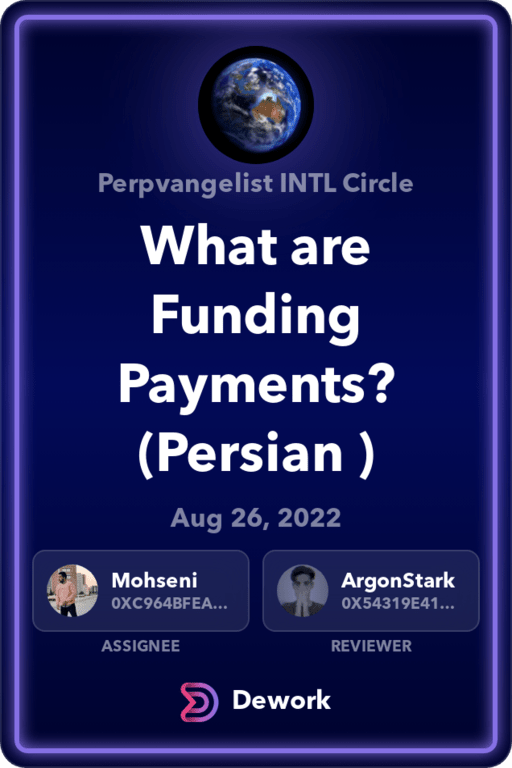 Perpvangelist INTL Circle
What are
Funding
Payments?
(Persian )
Aug 26, 2022
Mohseni
0XC964BFEA...
ASSIGNEE
ArgonStark
0X54319E41...
REVIEWER
Dework